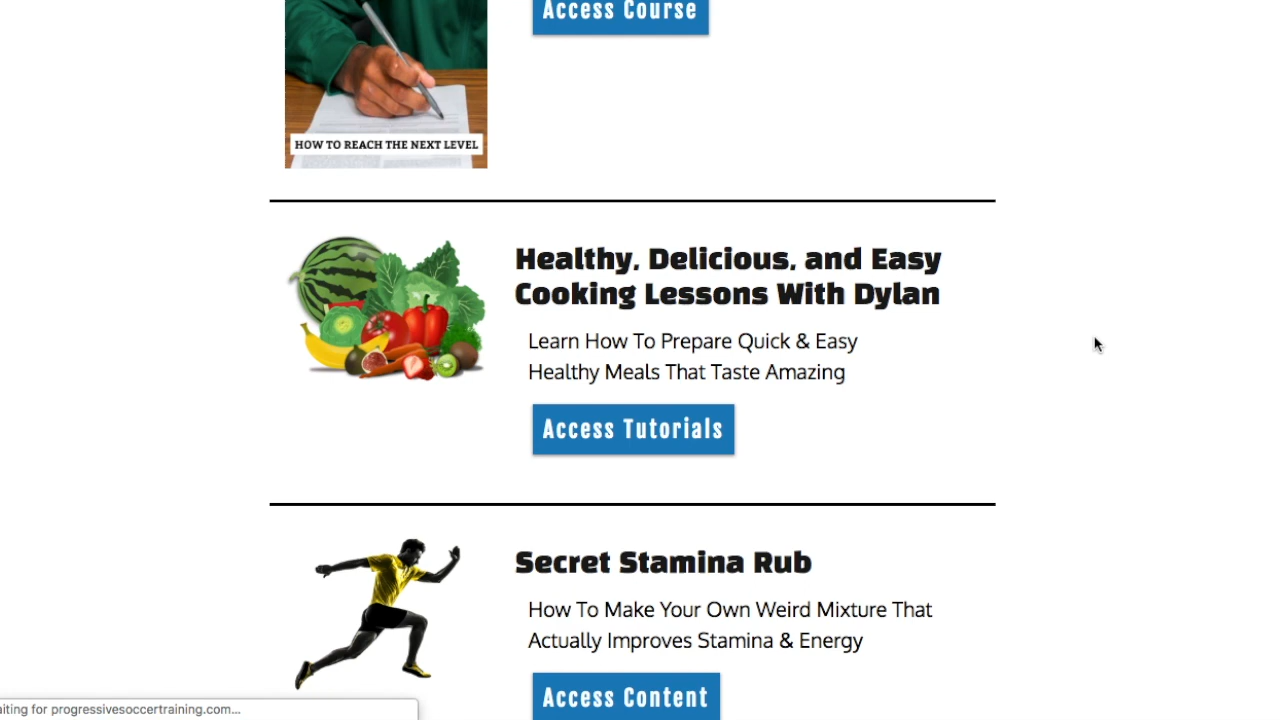 Access Course
HOW TO REACH THE NEXT LEVEL
Healthy, Delicious, and Easy
Cooking Lessons With Dylan
Learn How To Prepare Quick & Easy
Healthy Meals That Taste Amazing
Access Tutorials
Secret Stamina Rub
How To Make Your Own Weird Mixture That
Actually Improves Stamina & Energy
Access Content
aiting for progressivesoccertraining.com...